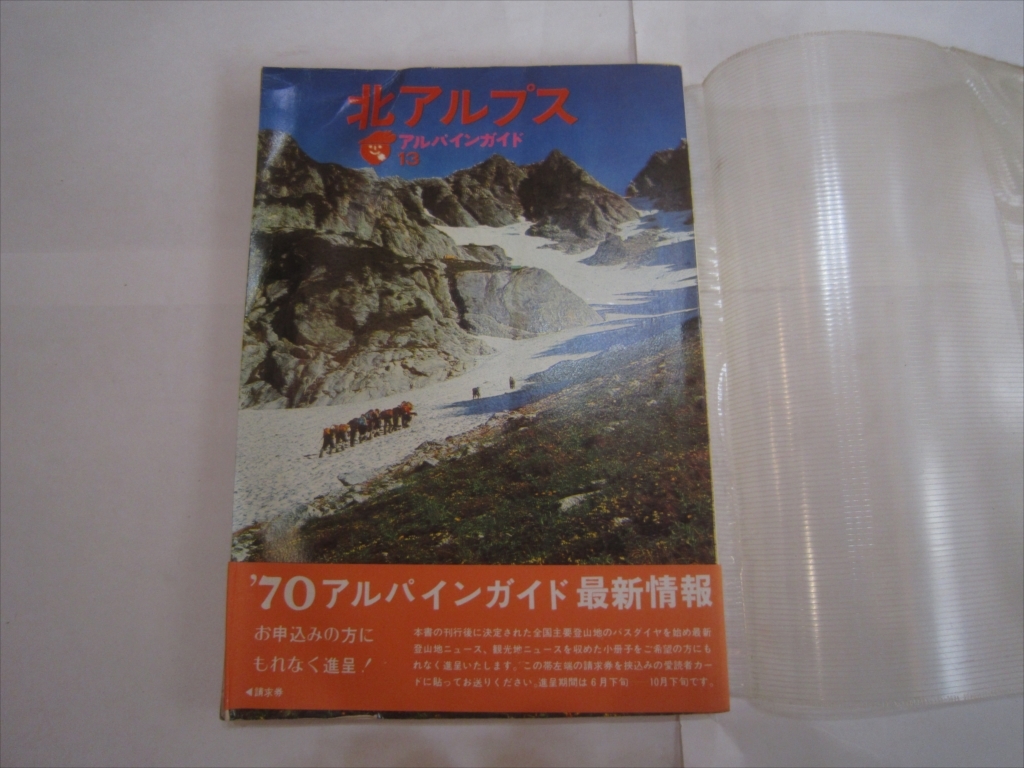 北アルプス
アルパインガイド
13
'70アルパインガイド 最新情報
お申込みの方に
もれなく進呈!
本書の刊行後に決定された全国主要登山地のバスダイヤを始め最新
登山地ニュース，観光地ニュースを収めた小冊子をご希望の方にも
れなく進呈いたします。この帯左端の請求券を挾込みの愛読者カー
ドに貼ってお送りください。進呈期間は6月下旬――10月下旬です。
◀請求券